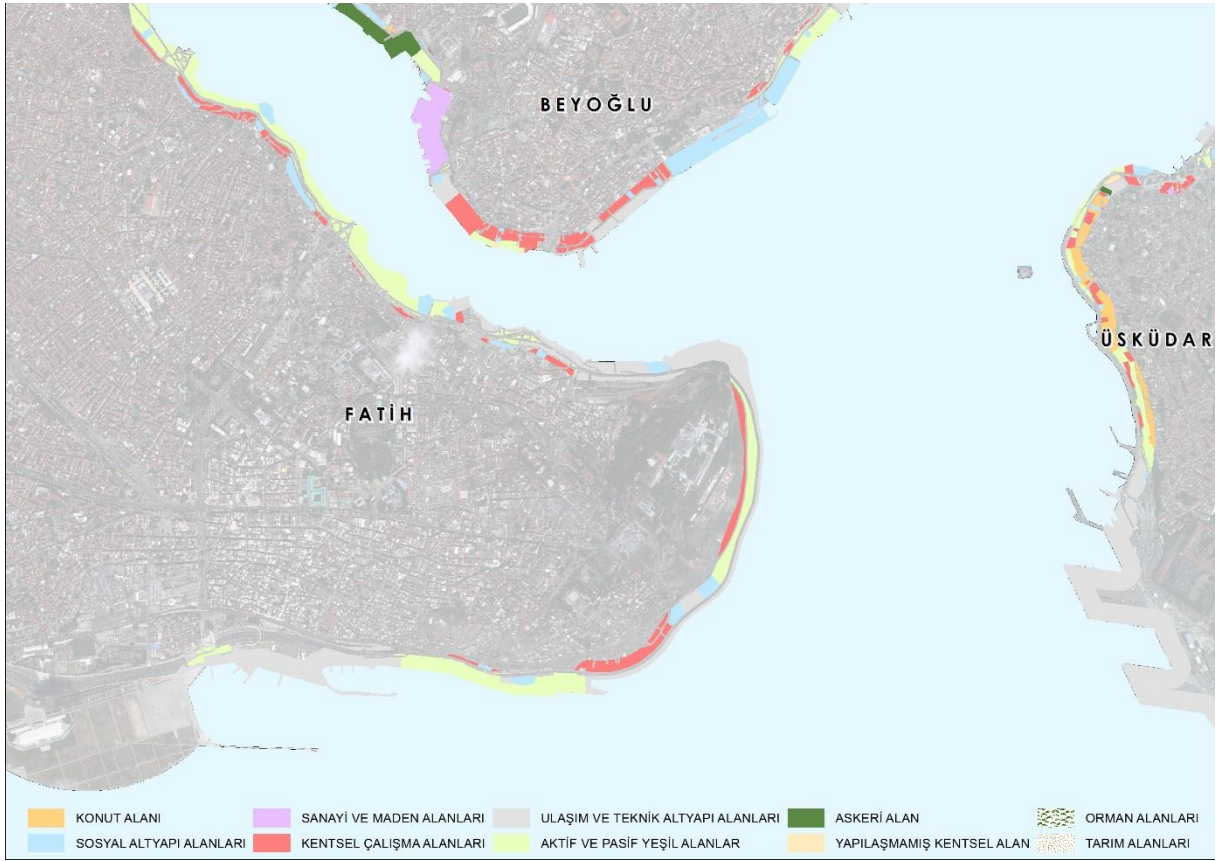 BEYOĞLU
ÜSKÜDAR
FATİH
KONUT ALANI
SANAYİ VE MADEN ALANLARI
ULAŞIM VE TEKNİK ALTYAPI ALANLARI
ASKERİ ALAN
ORMAN ALANLARI
SOSYAL ALTYAPI ALANLARI
KENTSEL ÇALIŞMA ALANLARI
AKTİF VE PASİF YEŞİL ALANLAR
YAPILAŞMAMIŞ KENTSEL ALAN
TARIM ALANLARI